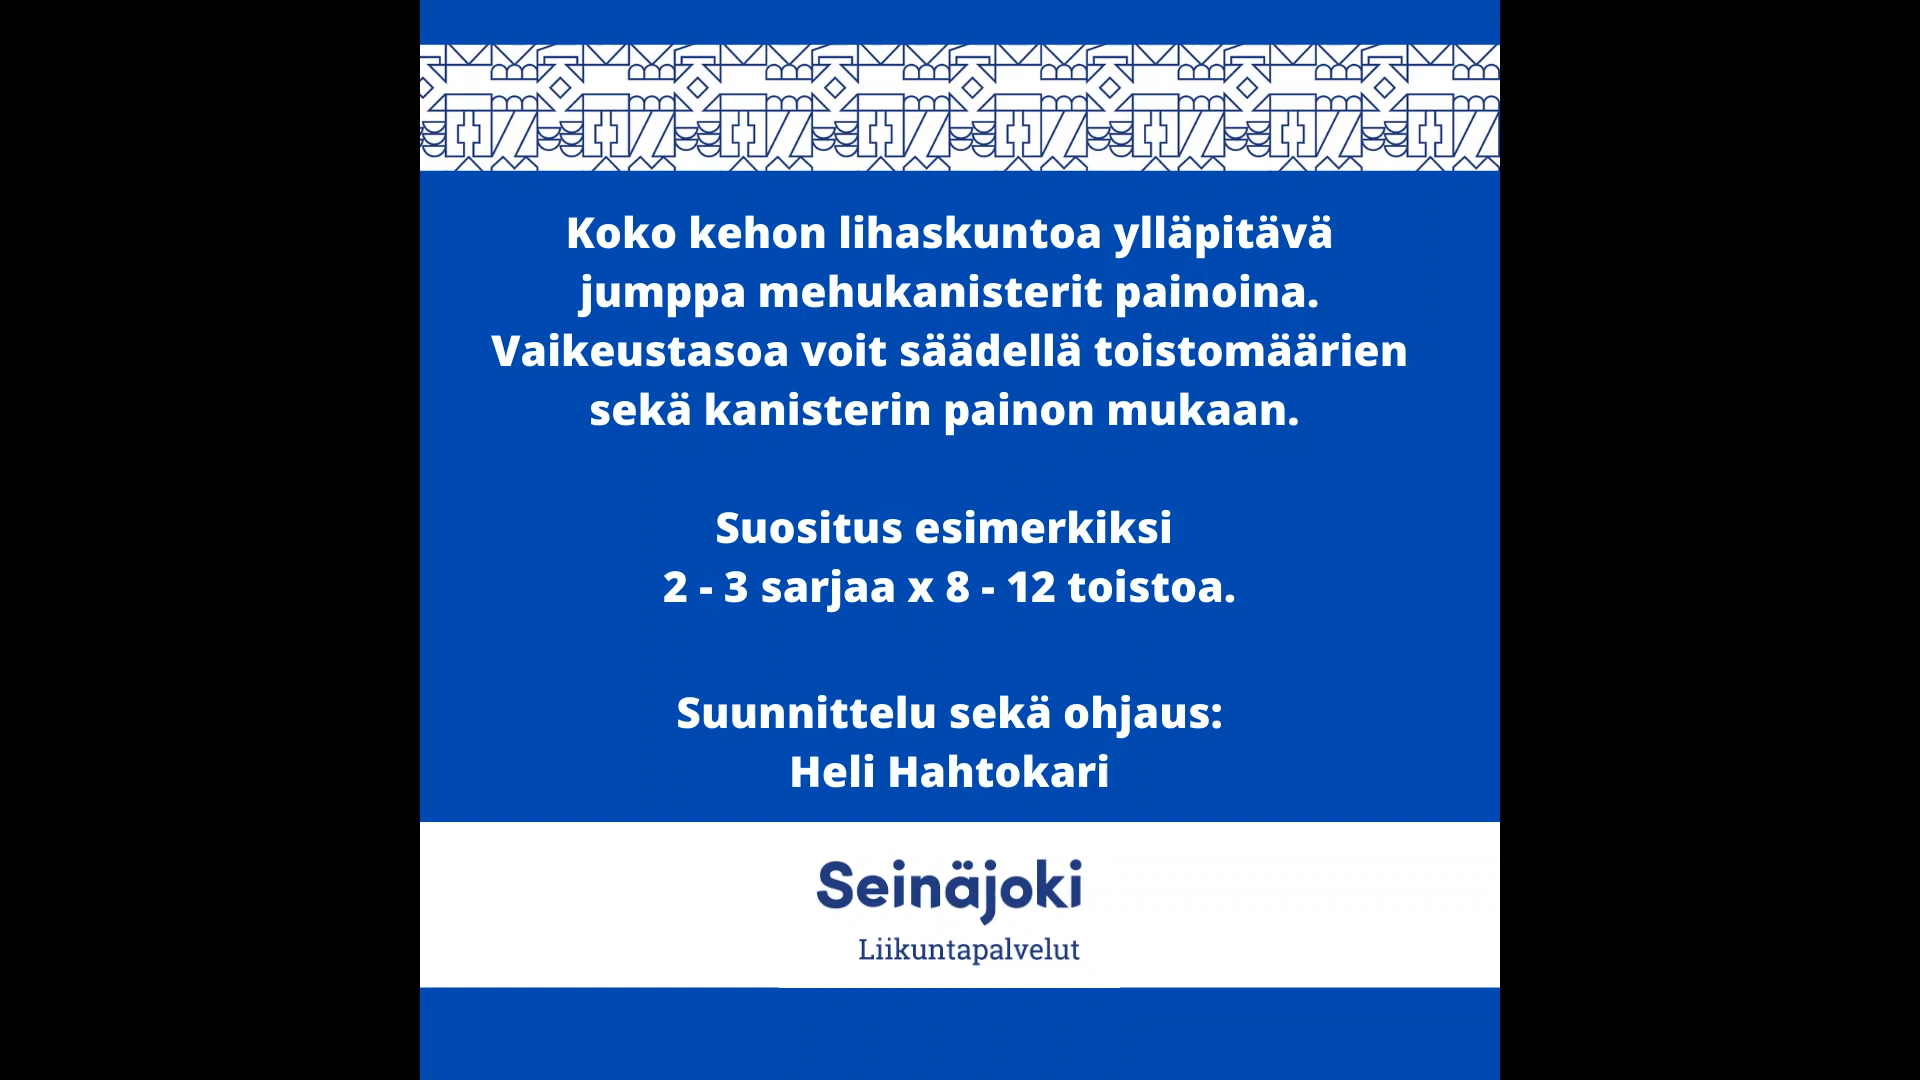 Koko kehon lihaskuntoa ylläpitävä
jumppa mehukanisterit painoina.
Vaikeustasoa voit säädellä toistomäärien
sekä kanisterin painon mukaan.
Suositus esimerkiksi
2 - 3 sarjaa x 8 - 12 toistoa.
Suunnittelu sekä ohjaus:
Heli Hahtokari
Seinäjoki
Liikuntapalvelut